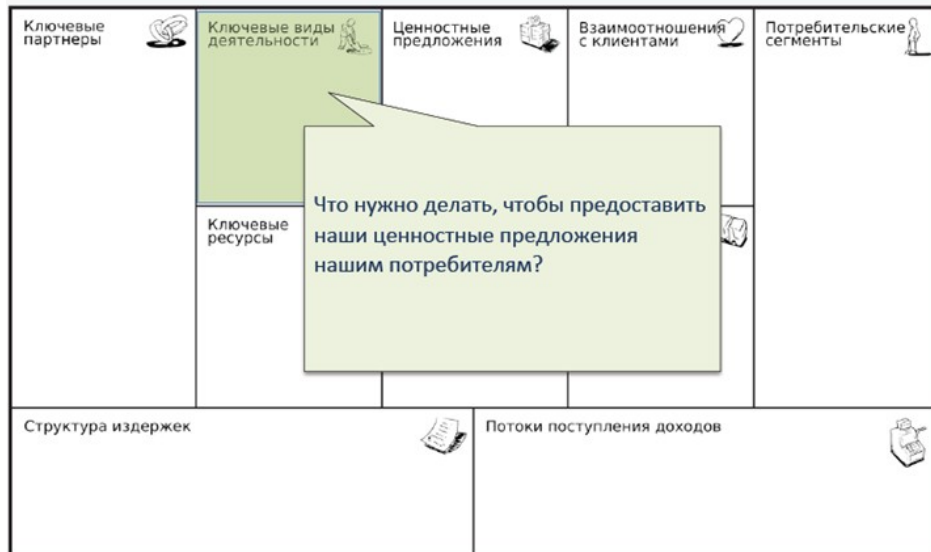 Ключевые
партнеры
Ключевые виды
деятельности
Ценностные
предложения
Взаимоотношения
с клиентами
Потребительские
сегменты
Что нужно делать, чтобы предоставить
наши ценностные предложения
нашим потребителям?
Ключевые
ресурсы
Структура издержек
Потоки поступления доходов